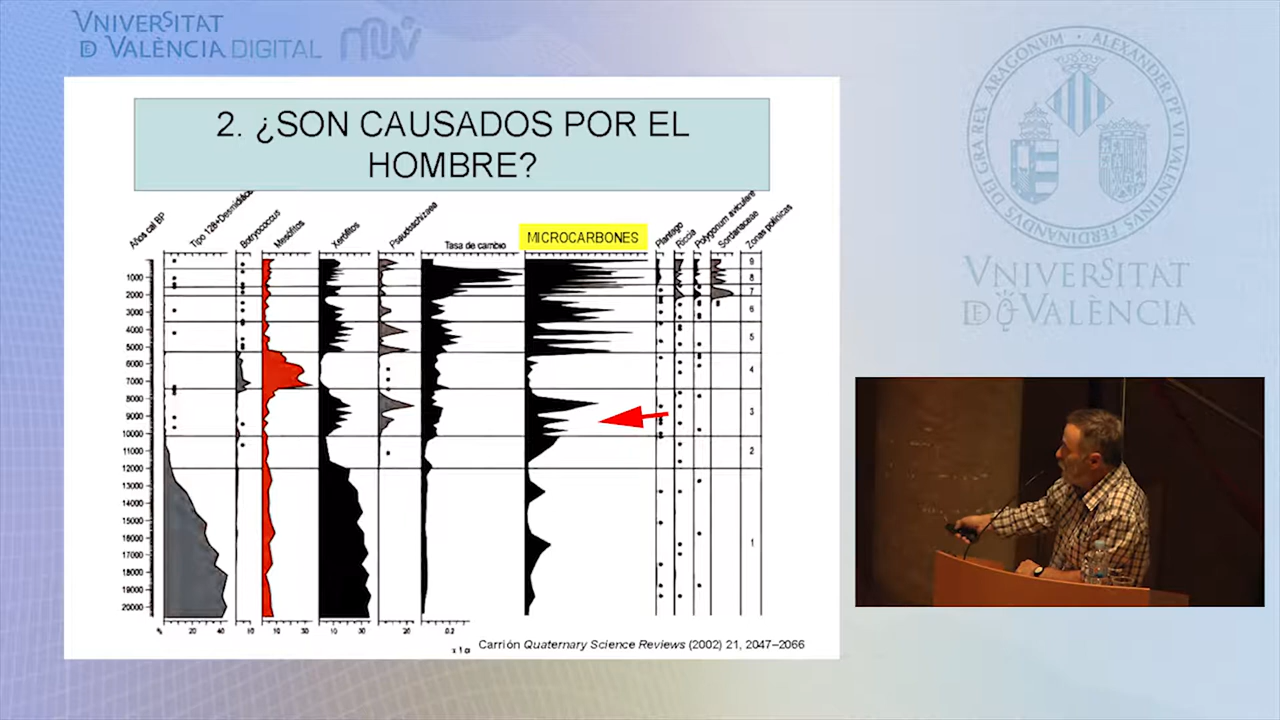 VNIVERSITAT
DE VALÈNCIA DIGITAL
2. ¿SON CAUSADOS POR EL
HOMBRE?
Años cal BP
Tipo 128+Desmidiáceas
Botryococcus
Mesófitos
Xerófitos
Pseudoschizaea
Tasa de cambio
MICROCARBONES
Plantago
Riccia
Polygonum aviculare
Sordariaceae
Zonas polínicas
1000
2000
3000
4000
5000
6000
7000
8000
9000
10000
11000
12000
13000
15000
16000
17000
18000
19000
20000
9
8
7
6
5
4
3
2
1
% 20 40 10 10 30 10 30 20 0.2
Carrión Quaternary Science Reviews (2002) 21, 2047–2066
SIGILLVM
VNIVERSITAT
DE VALÈNCIA